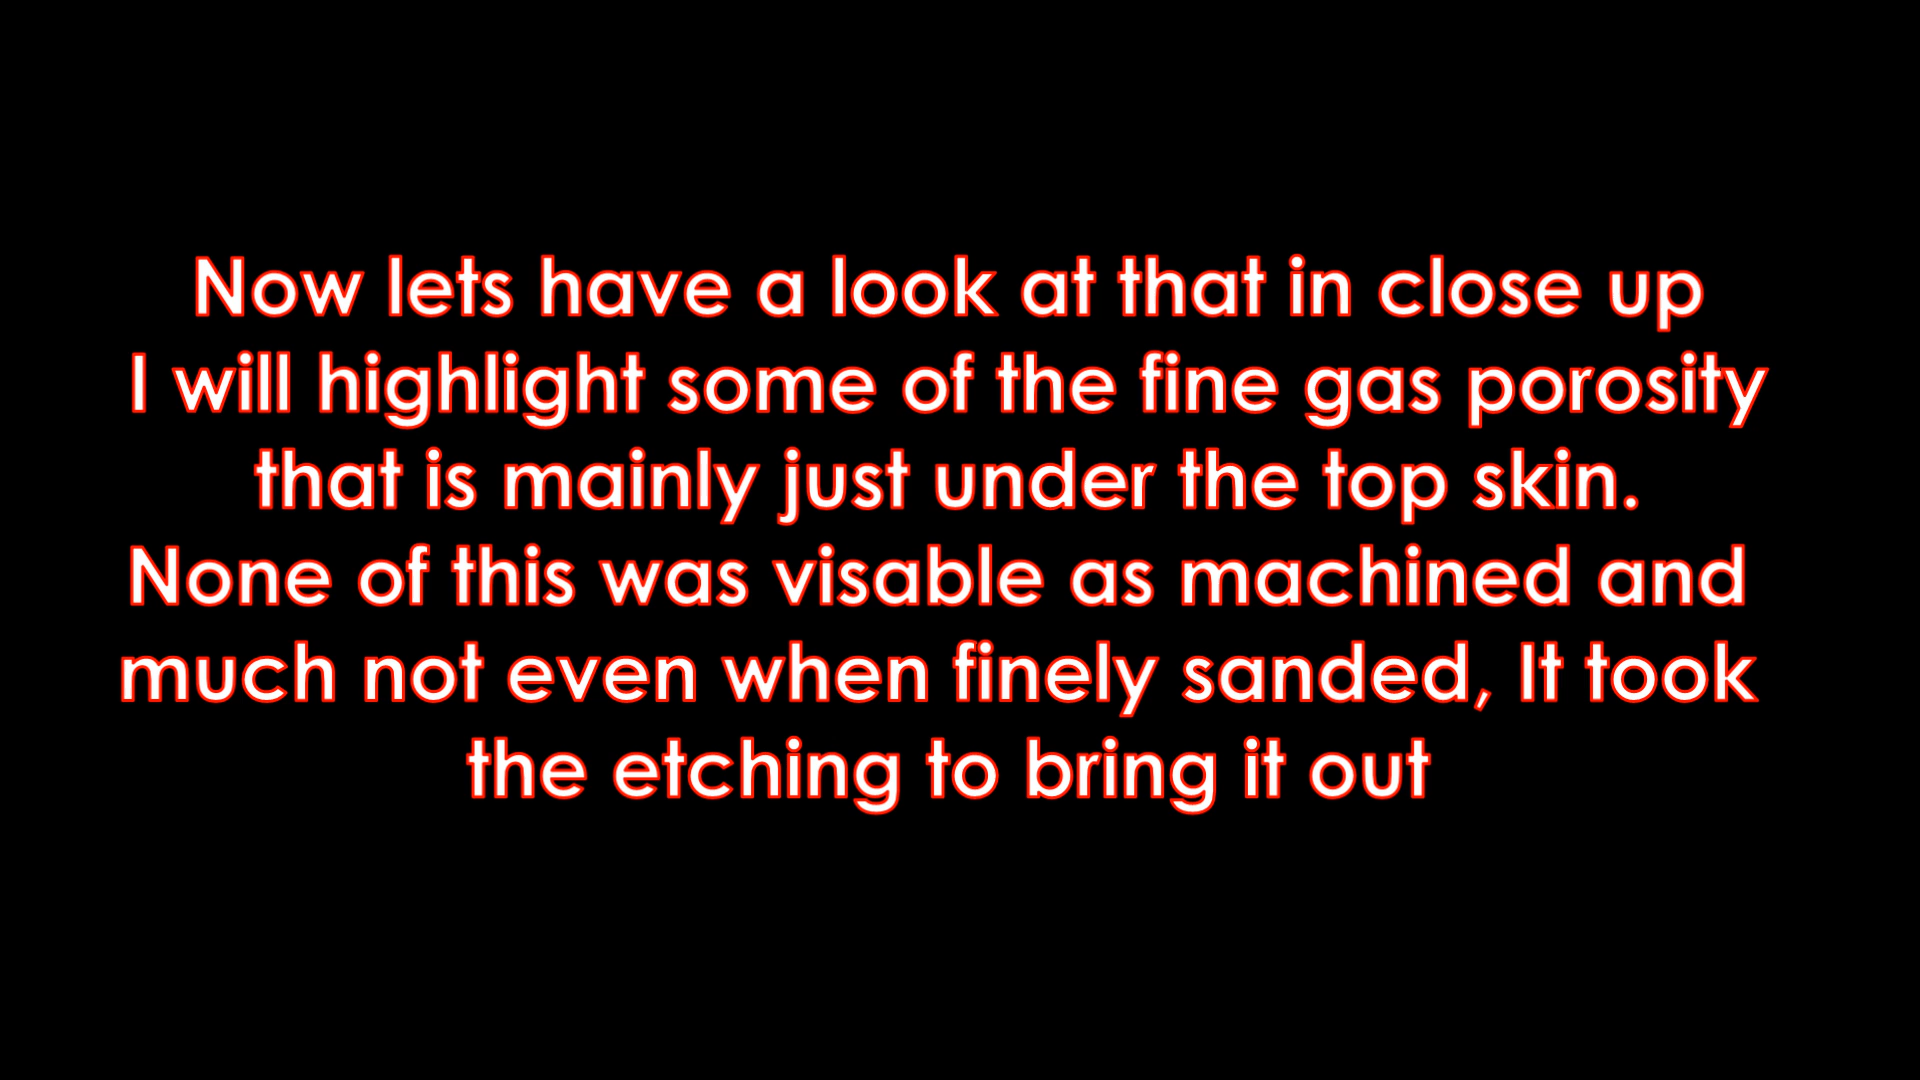 Now lets have a look at that in close up
I will highlight some of the fine gas porosity
that is mainly just under the top skin.
None of this was visable as machined and
much not even when finely sanded, It took
the etching to bring it out